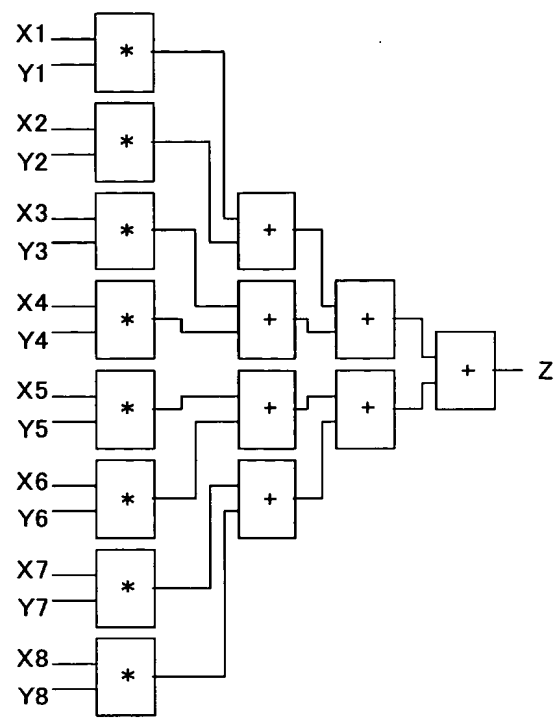 X1
*
Y1
X2
*
Y2
X3
*
+
Y3
X4
*
+
+
Y4
+
Z
X5
*
+
+
Y5
X6
*
+
Y6
X7
*
Y7
X8
*
Y8